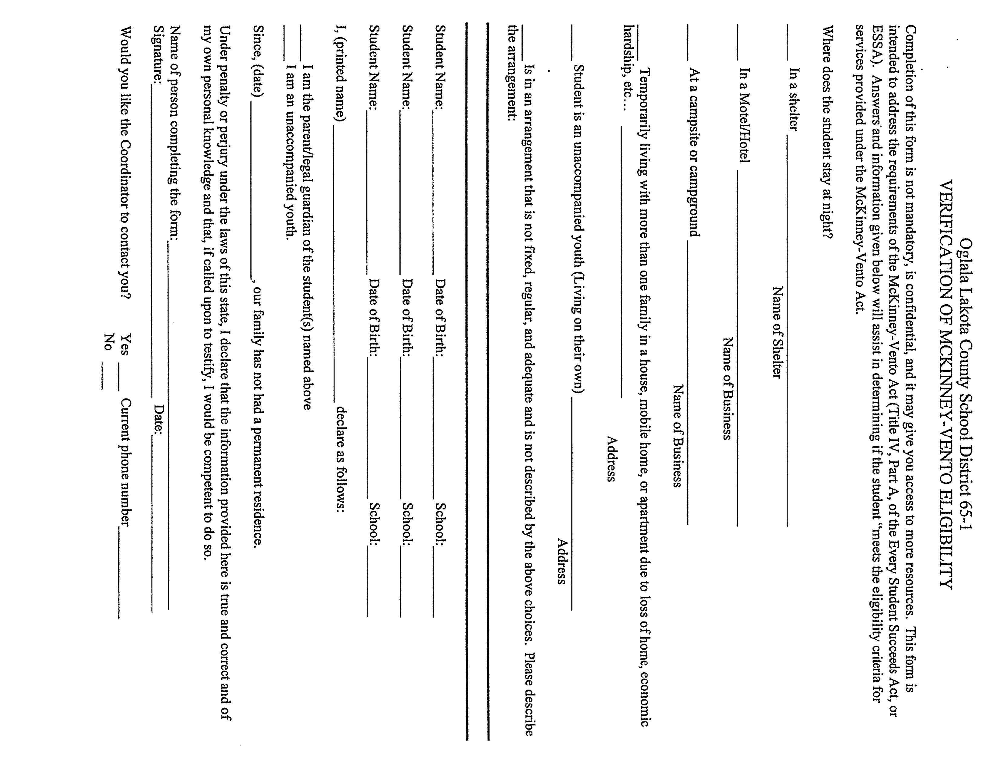 Oglala Lakota County School District 65-1
VERIFICATION OF MCKINNEY-VENTO ELIGIBILITY
Completion of this form is not mandatory, is confidential, and it may give you access to more resources. This form is
intended to address the requirements of the McKinney-Vento Act (Title IV, Part A, of the Every Student Succeeds Act, or
ESSA). Answers and information given below will assist in determining if the student "meets the eligibility criteria for
services provided under the McKinney-Vento Act.
Where does the student stay at night?
____ In a shelter ____________________
Name of Shelter
____ In a Motel/Hotel ____________________
Name of Business
____ At a campsite or campground ____________________
Name of Business
____ Temporarily living with more than one family in a house, mobile home, or apartment due to loss of home, economic
hardship, etc... ____________________
Address
____ Student is an unaccompanied youth (Living on their own) ____________________
Address
____ Is in an arrangement that is not fixed, regular, and adequate and is not described by the above choices. Please describe
the arrangement:
Student Name: ____________________ Date of Birth: ____________________ School: __________
Student Name: ____________________ Date of Birth: ____________________ School: __________
Student Name: ____________________ Date of Birth: ____________________ School: __________
I, (printed name) ____________________ declare as follows:
____ I am the parent/legal guardian of the student(s) named above
____ I am an unaccompanied youth.
Since, (date) ____________________, our family has not had a permanent residence.
Under penalty or perjury under the laws of this state, I declare that the information provided here is true and correct and of
my own personal knowledge and that, if called upon to testify, I would be competent to do so.
Name of person completing the form: ____________________
Signature: ____________________ Date: ____________________
Would you like the Coordinator to contact you? Yes ____ Current phone number __________
No ____